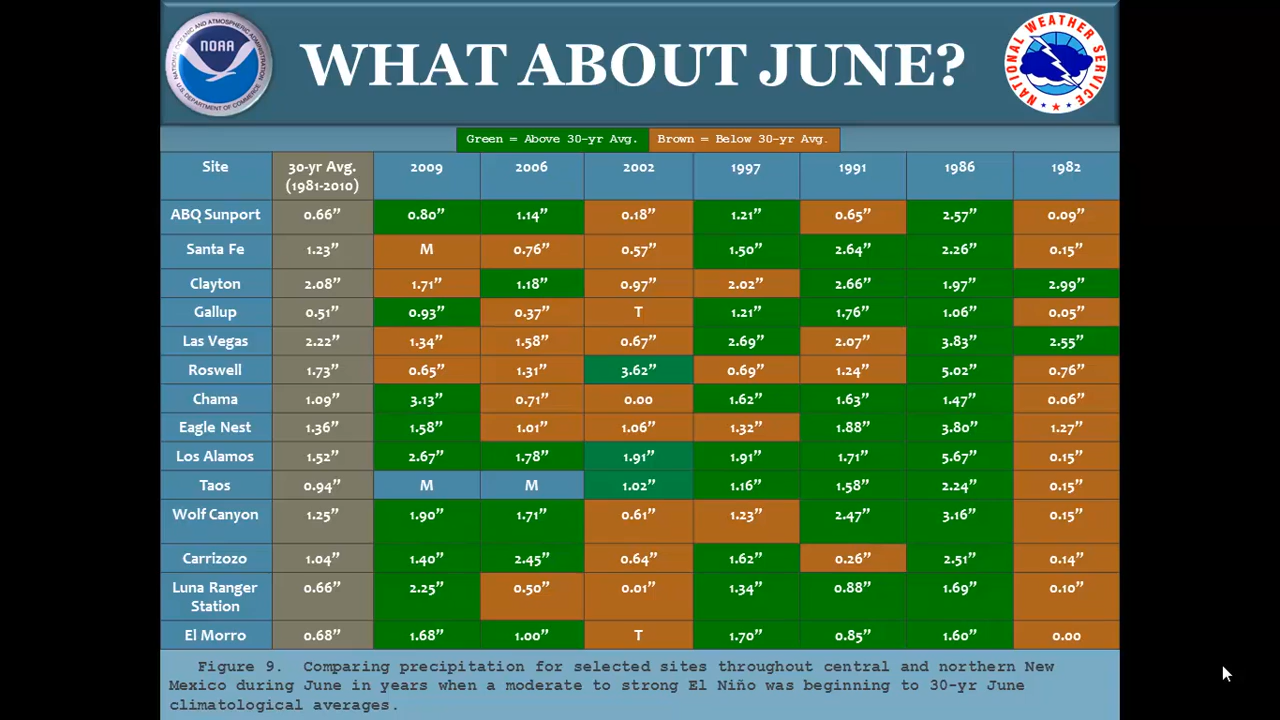 NATIONAL OCEANIC AND ATMOSPHERIC ADMINISTRATION
NOAA
U.S. DEPARTMENT OF COMMERCE
WHAT ABOUT JUNE?
NATIONAL WEATHER SERVICE
Green = Above 30-yr Avg. Brown = Below 30-yr Avg.
Site 30-yr Avg. (1981-2010) 2009 2006 2002 1997 1991 1986 1982
ABQ Sunport 0.66” 0.80” 1.14” 0.18” 1.21” 0.65” 2.57” 0.09”
Santa Fe 1.23” M 0.76” 0.57” 1.50” 2.64” 2.26” 0.15”
Clayton 2.08” 1.71” 1.18” 0.97” 2.02” 2.66” 1.97” 2.99”
Gallup 0.51” 0.93” 0.37” T 1.21” 1.76” 1.06” 0.05”
Las Vegas 2.22” 1.34” 1.58” 0.67” 2.69” 2.07” 3.83” 2.55”
Roswell 1.73” 0.65” 1.31” 3.62” 0.69” 1.24” 5.02” 0.76”
Chama 1.09” 3.13” 0.71” 0.00 1.62” 1.63” 1.47” 0.06”
Eagle Nest 1.36” 1.58” 1.01” 1.06” 1.32” 1.88” 3.80” 1.27”
Los Alamos 1.52” 2.67” 1.78” 1.91” 1.91” 1.71” 5.67” 0.15”
Taos 0.94” M M 1.02” 1.16” 1.58” 2.24” 0.15”
Wolf Canyon 1.25” 1.90” 1.71” 0.61” 1.23” 2.47” 3.16” 0.15”
Carrizozo 1.04” 1.40” 2.45” 0.64” 1.62” 0.26” 2.51” 0.14”
Luna Ranger Station 0.66” 2.25” 0.50” 0.01” 1.34” 0.88” 1.69” 0.10”
El Morro 0.68” 1.68” 1.00” T 1.70” 0.85” 1.60” 0.00
Figure 9. Comparing precipitation for selected sites throughout central and northern New
Mexico during June in years when a moderate to strong El Niño was beginning to 30-yr June
climatological averages.